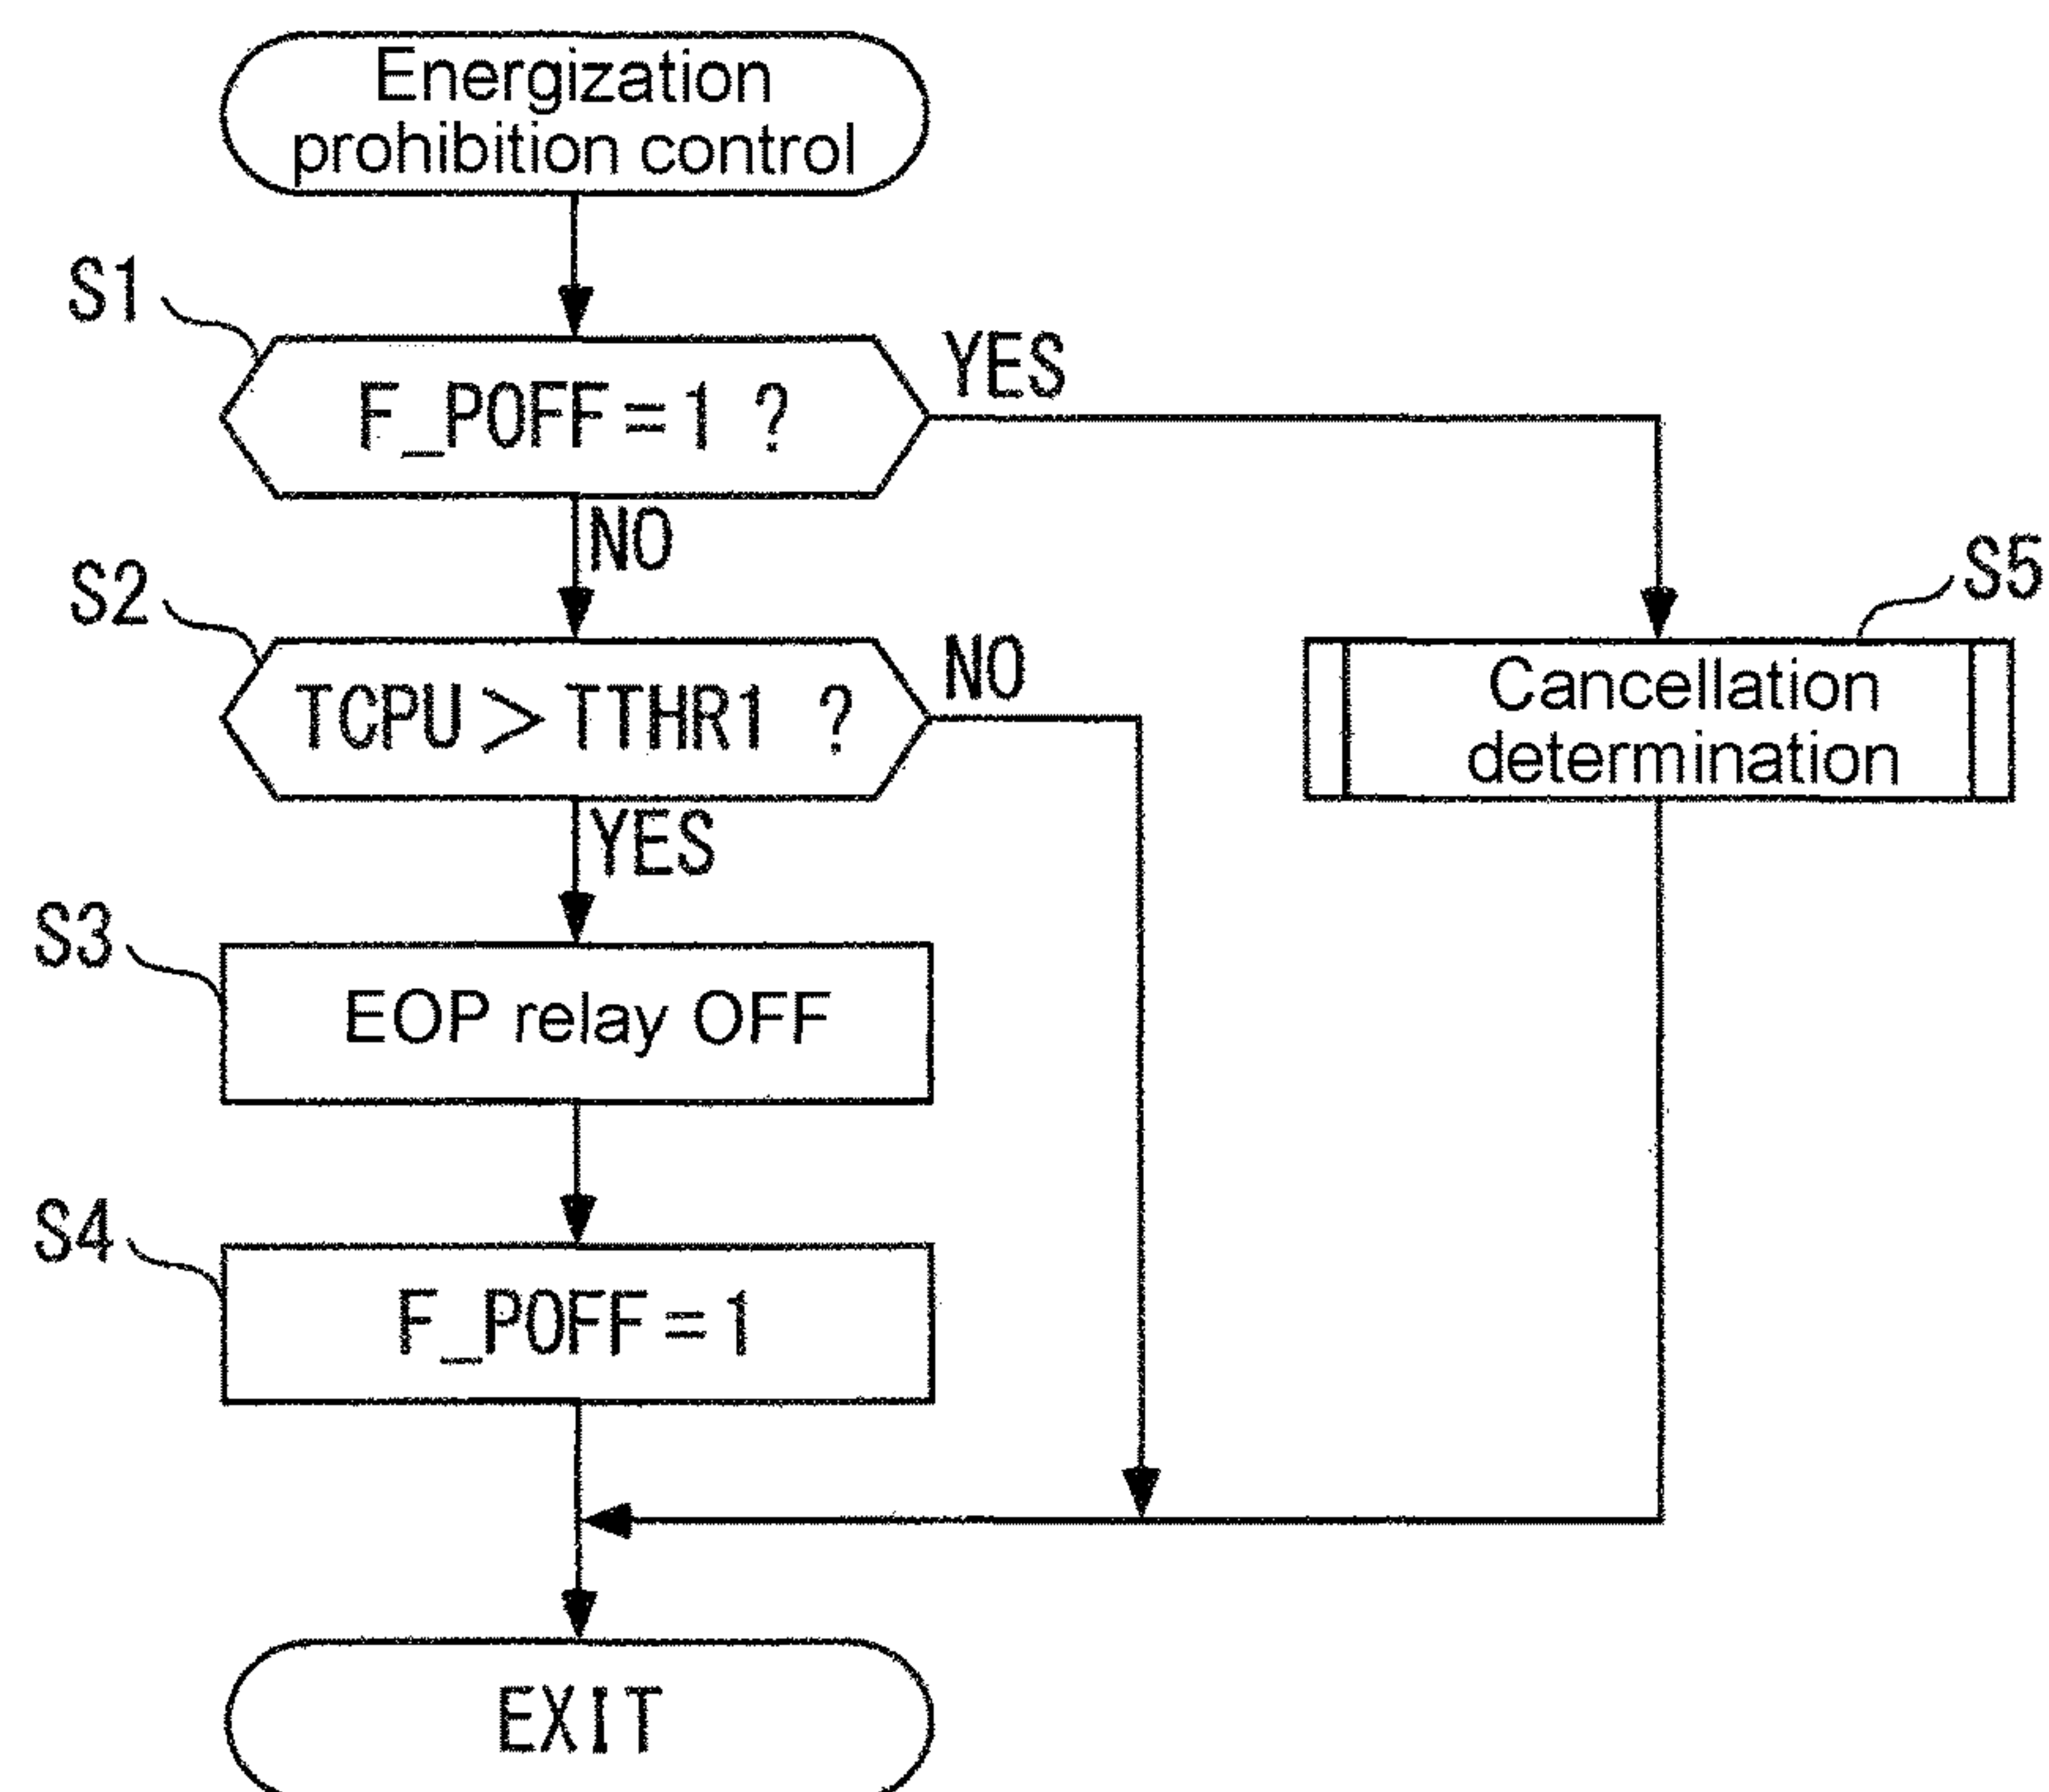 Energization
prohibition control
S1
F_POFF=1 ?
YES
NO
S2
TCPU>TTHR1 ?
NO
YES
S5
Cancellation
determination
S3
EOP relay OFF
S4
F_POFF=1
EXIT